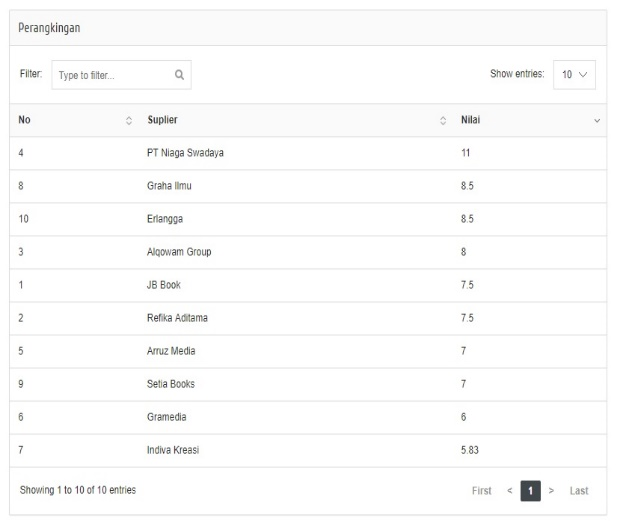 Perangkingan
Filter: Type to filter... Show entries: 10
No Suplier Nilai
4 PT Niaga Swadaya 11
8 Graha Ilmu 8.5
10 Erlangga 8.5
3 Alqowam Group 8
1 JB Book 7.5
2 Refika Aditama 7.5
5 Arruz Media 7
9 Setia Books 7
6 Gramedia 6
7 Indiva Kreasi 5.83
Showing 1 to 10 of 10 entries First < 1 > Last